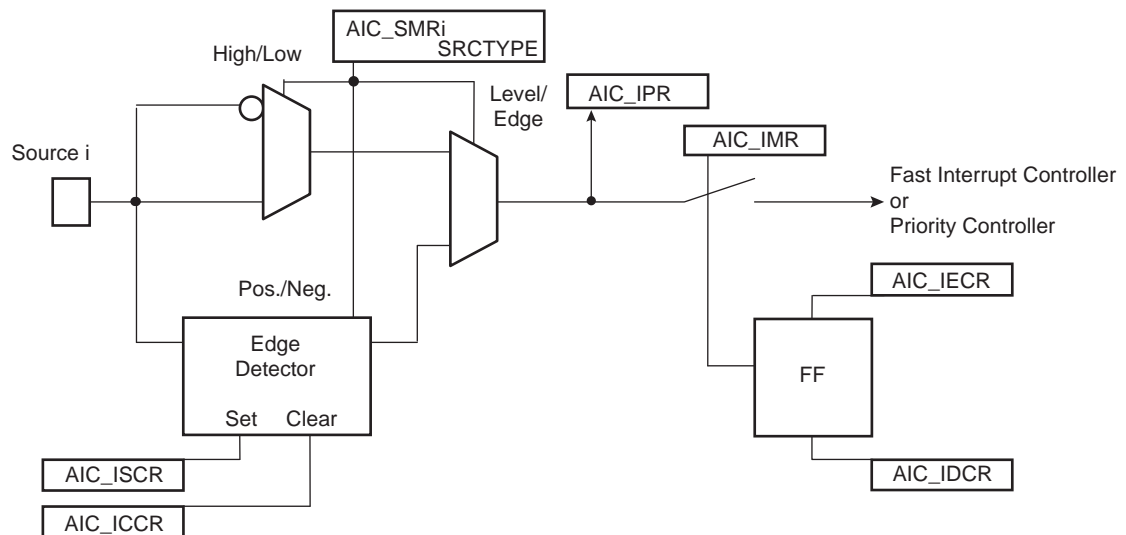 AIC_SMRi
SRCTYPE
High/Low
Level/
Edge
AIC_IPR
AIC_IMR
Source i
Fast Interrupt Controller
or
Priority Controller
Pos./Neg.
AIC_IECR
Edge
Detector
FF
Set Clear
AIC_ISCR
AIC_IDCR
AIC_ICCR